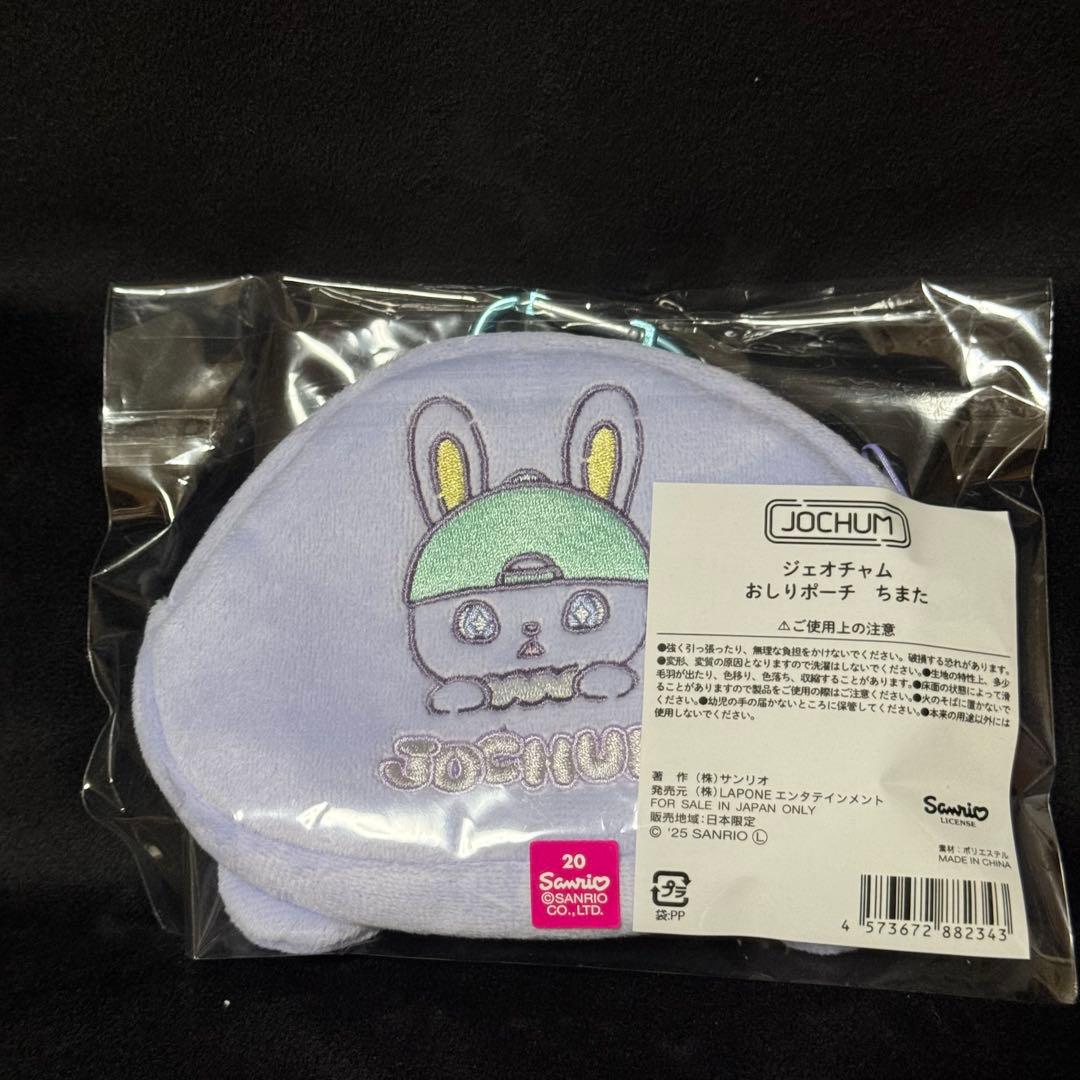 JOCHUM
ジェオチャム
おしりポーチ ちまた
⚠ご使用上の注意
●強く引っ張ったり、無理な負担をかけないでください。破損する恐れがあります。
●変形、変質の原因となりますので洗濯はしないでください。●生地の特性上、多少
毛羽が出たり、色移り、色落ち、収縮することがあります。●床面の状態によって滑
ることがありますので製品をご使用の際はご注意ください。●火のそばに置かないで
ください。●幼児の手の届かないところに保管してください。●本来の用途以外には
使用しないでください。
著 作 (株)サンリオ
発売元 (株)LAPONE エンタテインメント
FOR SALE IN JAPAN ONLY
販売地域:日本限定
© '25 SANRIO Ⓛ
Sanrio
LICENSE
素材:ポリエステル
MADE IN CHINA
プラ
袋:PP
4 573672 882343
JOCHU
20
Sanrio
©SANRIO
CO.,LTD.